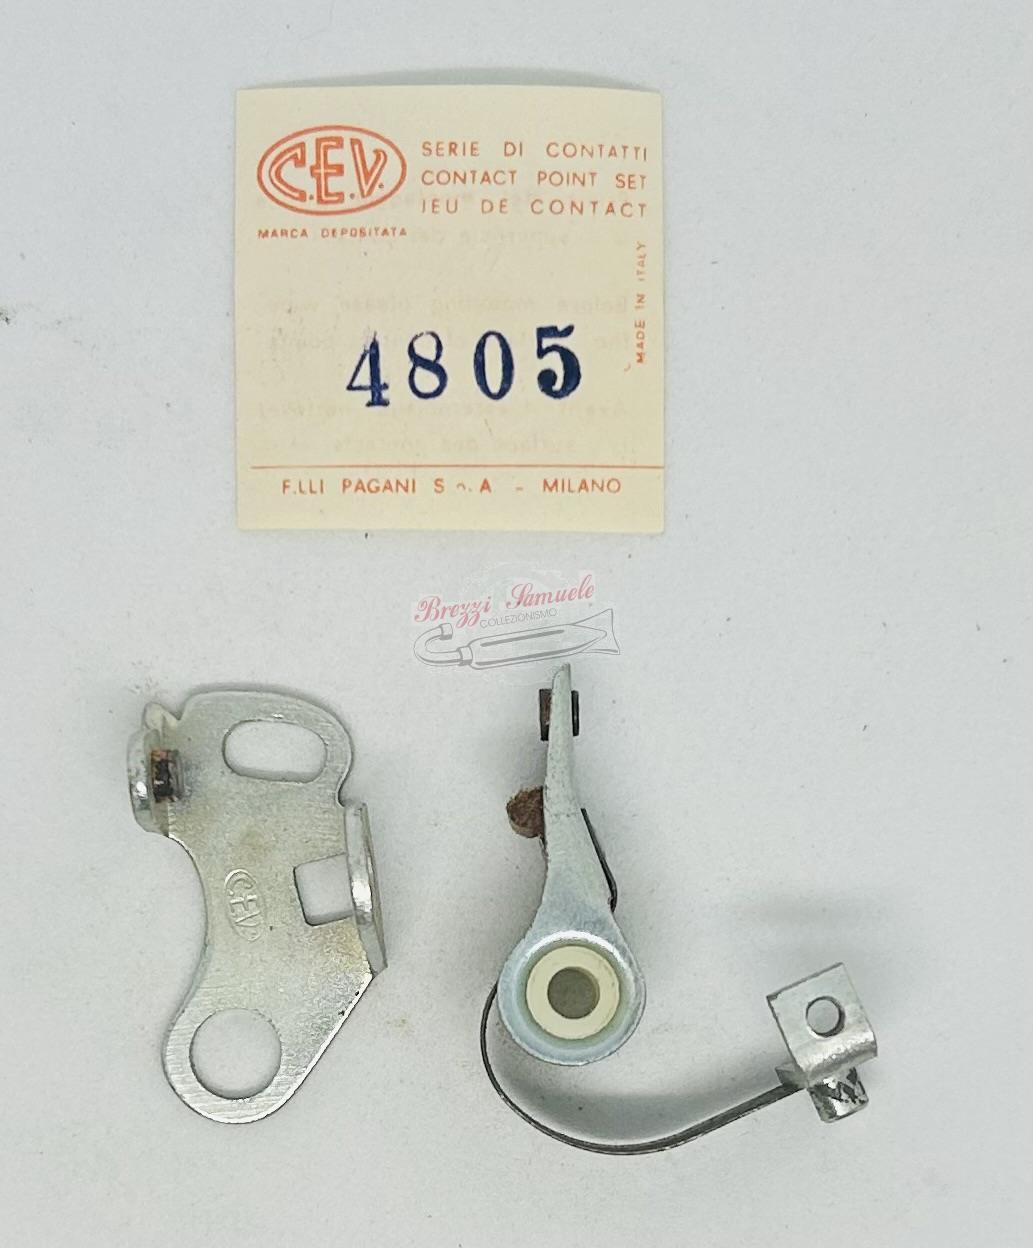 C.E.V.
MARCA DEPOSITATA
SERIE DI CONTATTI
CONTACT POINT SET
JEU DE CONTACT
MADE IN ITALY
4805
F.LLI PAGANI S.p.A - MILANO
Brezzi Samuele
COLLEZIONISMO
C.E.V.